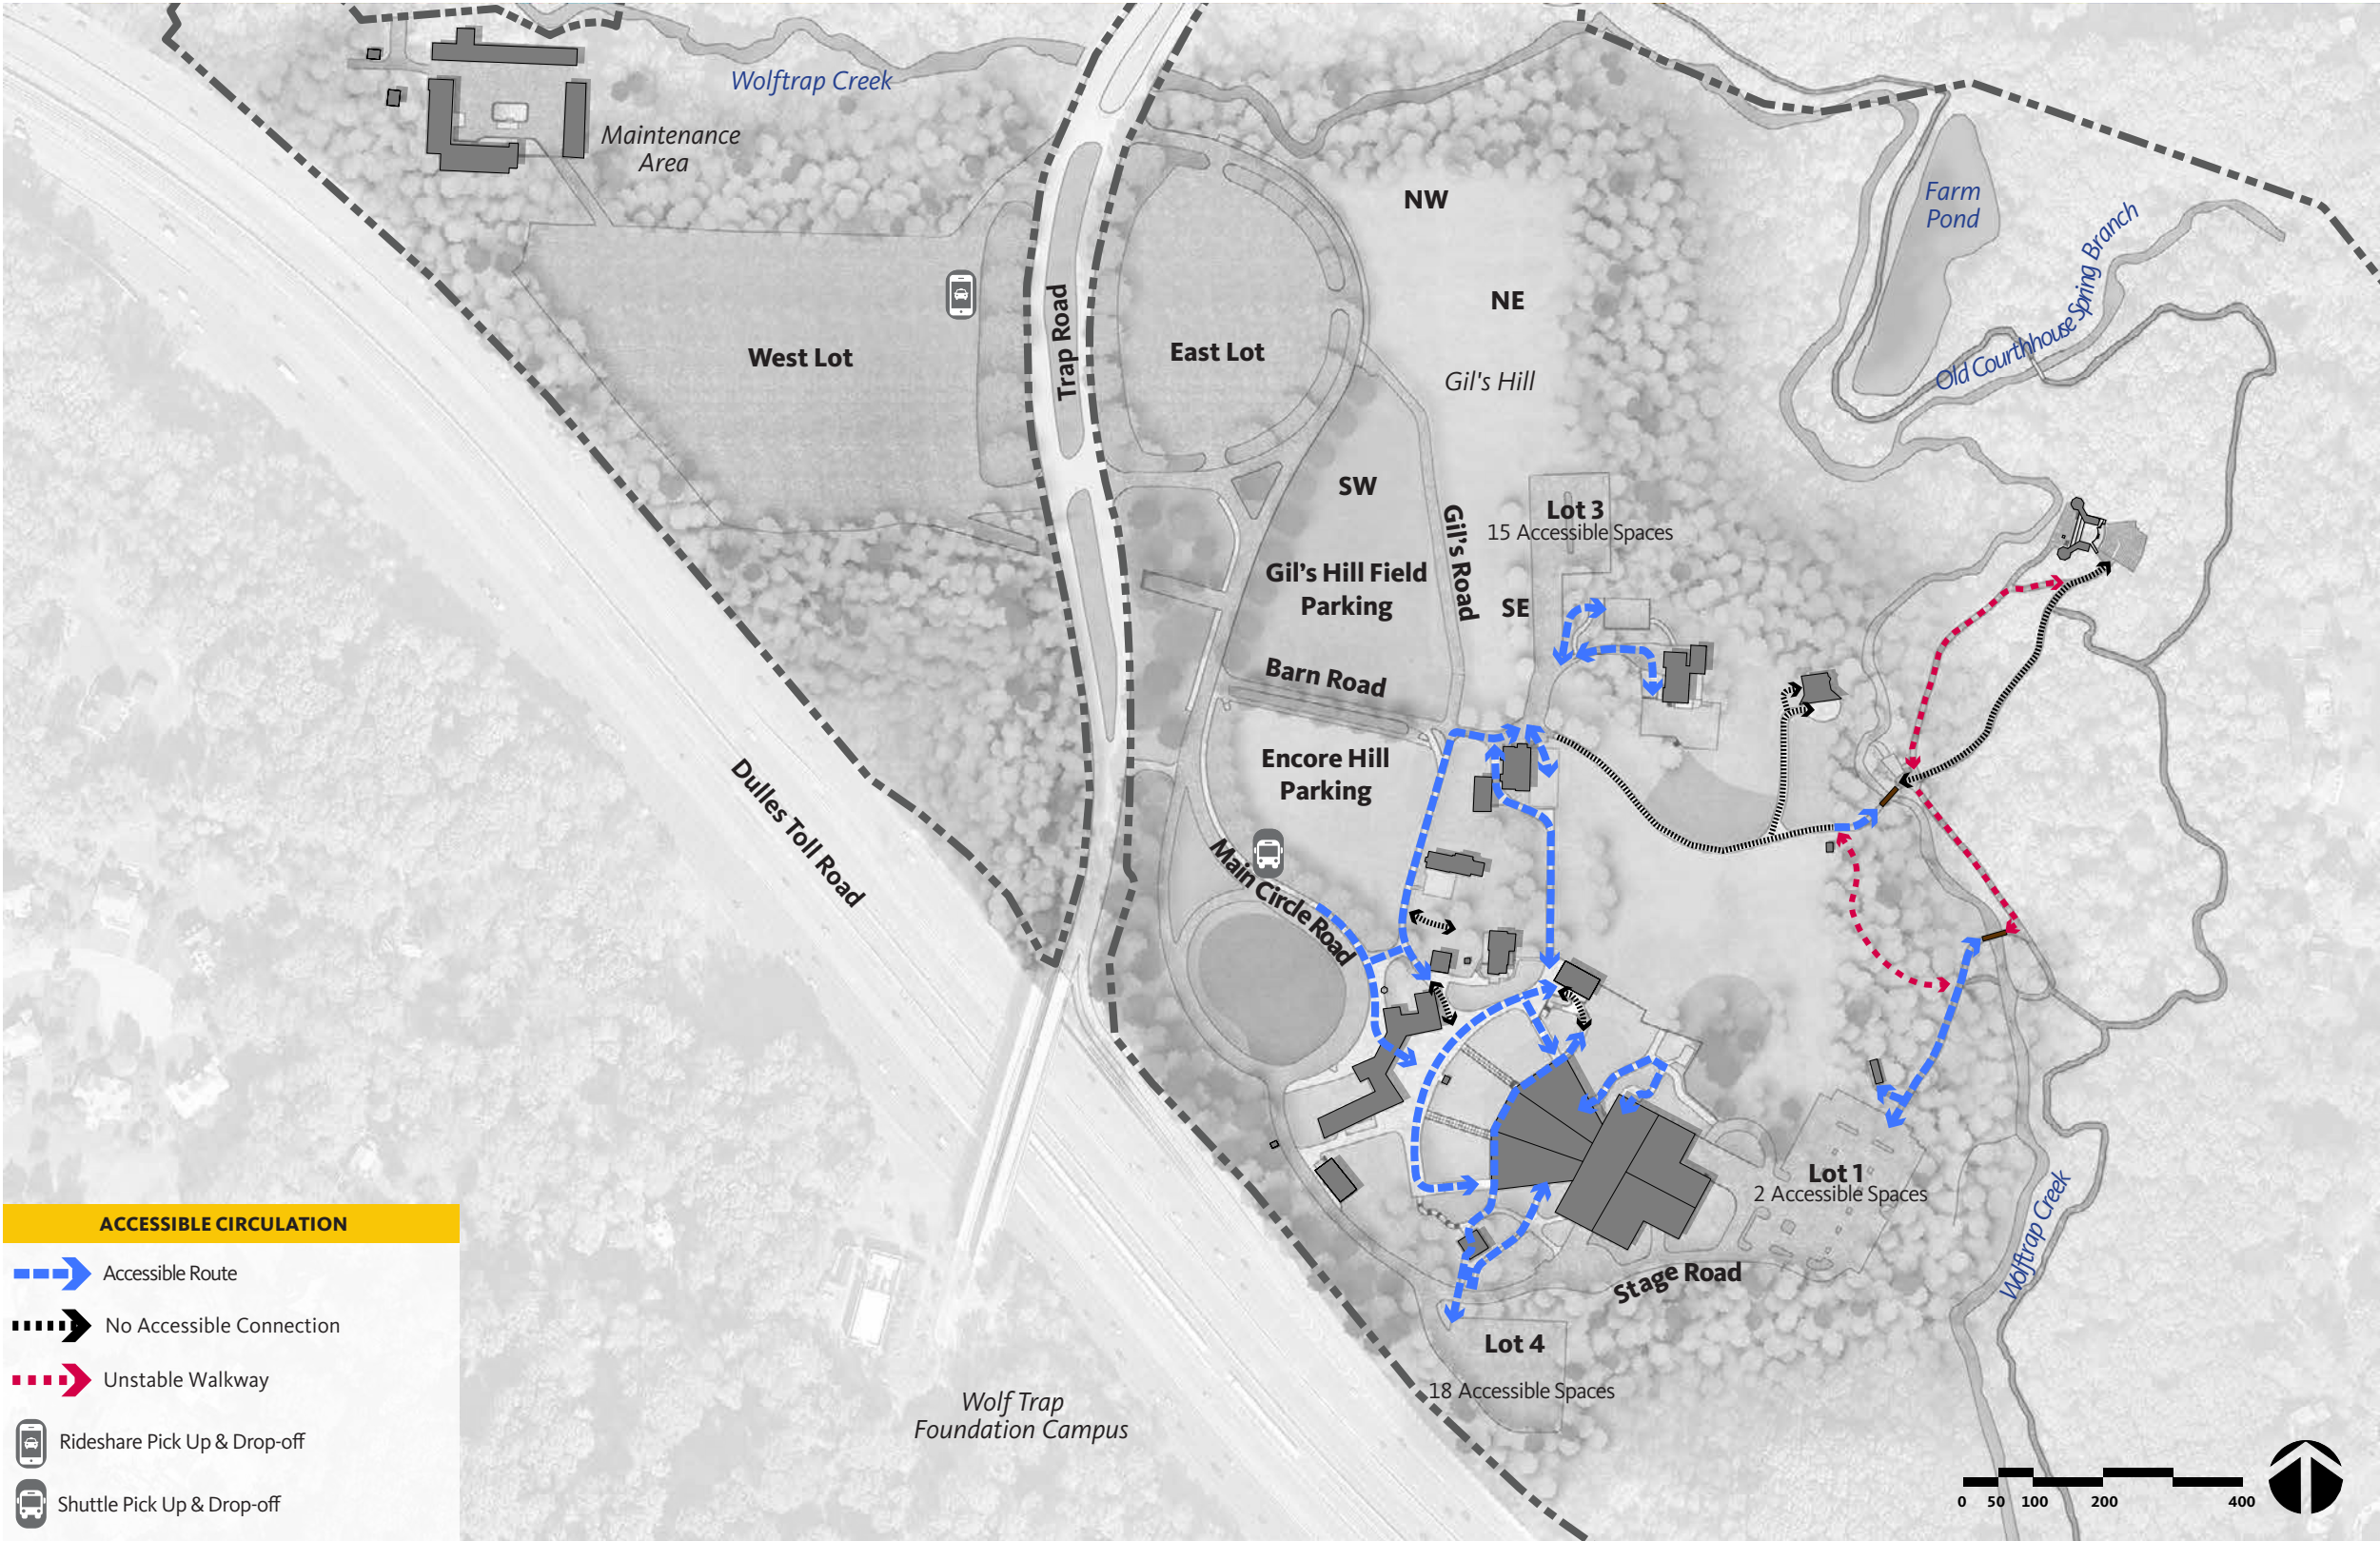 Wolftrap Creek
Maintenance
Area
NW
Farm
Pond
Old Courthhouse Spring Branch
NE
Trap Road
West Lot
East Lot
Gil's Hill
SW
Gil's Road
Lot 3
15 Accessible Spaces
Gil's Hill Field
Parking
SE
Barn Road
Encore Hill
Parking
Dulles Toll Road
Main Circle Road
Lot 1
2 Accessible Spaces
Wolftrap Creek
Stage Road
Lot 4
18 Accessible Spaces
Wolf Trap
Foundation Campus
ACCESSIBLE CIRCULATION
Accessible Route
No Accessible Connection
Unstable Walkway
Rideshare Pick Up & Drop-off
Shuttle Pick Up & Drop-off
0 50 100 200 400